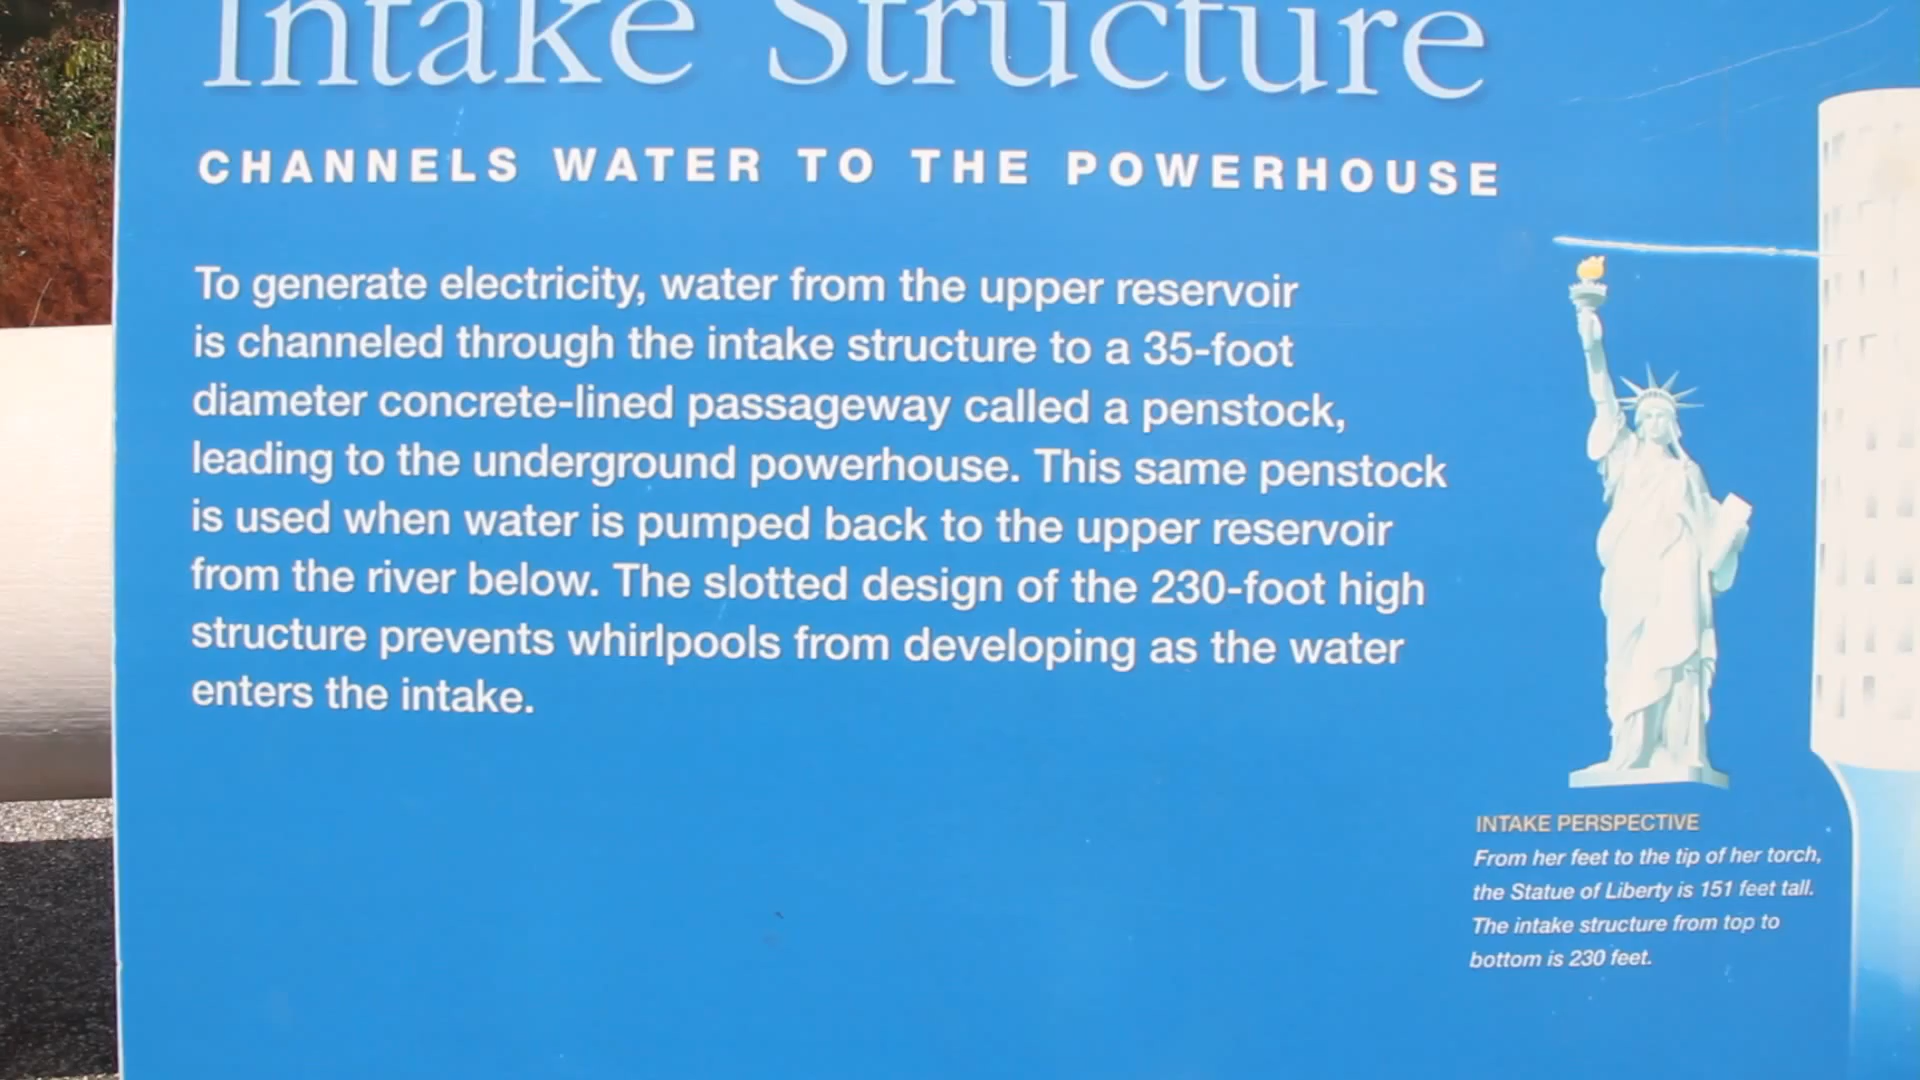 Intake Structure
CHANNELS WATER TO THE POWERHOUSE
To generate electricity, water from the upper reservoir
is channeled through the intake structure to a 35-foot
diameter concrete-lined passageway called a penstock,
leading to the underground powerhouse. This same penstock
is used when water is pumped back to the upper reservoir
from the river below. The slotted design of the 230-foot high
structure prevents whirlpools from developing as the water
enters the intake.
INTAKE PERSPECTIVE
From her feet to the tip of her torch,
the Statue of Liberty is 151 feet tall.
The intake structure from top to
bottom is 230 feet.